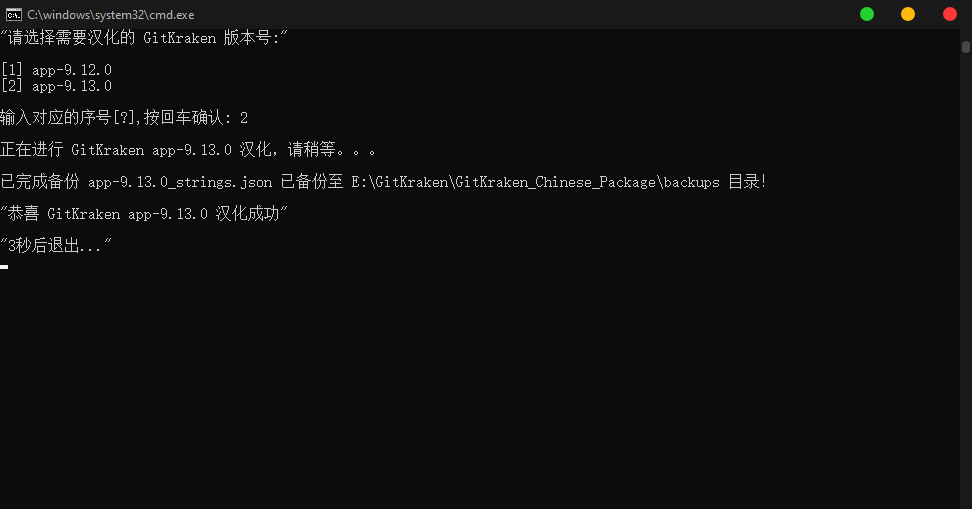 C:\windows\system32\cmd.exe
"请选择需要汉化的 GitKraken 版本号:"
[1] app-9.12.0
[2] app-9.13.0
输入对应的序号[?],按回车确认: 2
正在进行 GitKraken app-9.13.0 汉化，请稍等。。。
已完成备份 app-9.13.0_strings.json 已备份至 E:\GitKraken\GitKraken_Chinese_Package\backups 目录!
"恭喜 GitKraken app-9.13.0 汉化成功"
"3秒后退出..."